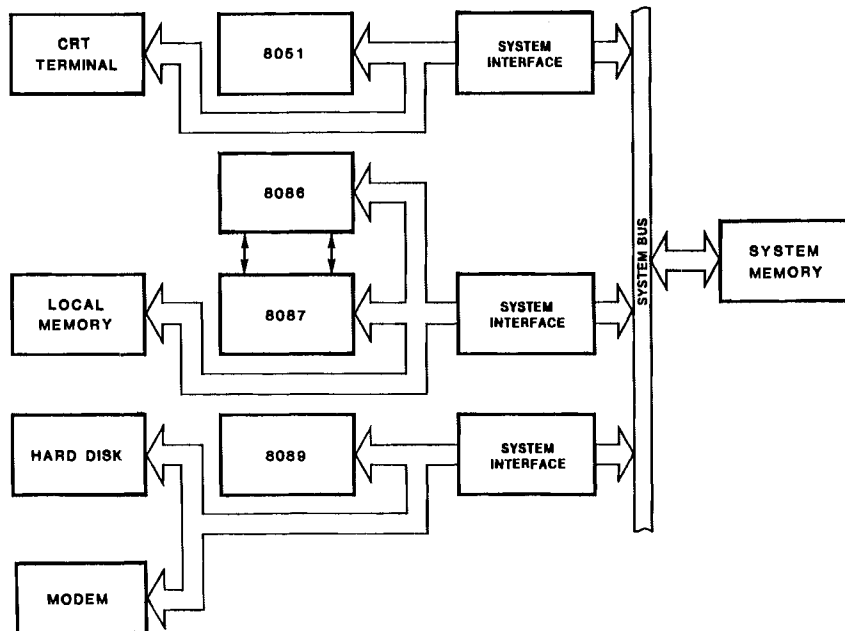 CRT
TERMINAL
8051
SYSTEM
INTERFACE
8086
SYSTEM BUS
SYSTEM
MEMORY
LOCAL
MEMORY
8087
SYSTEM
INTERFACE
HARD DISK
8089
SYSTEM
INTERFACE
MODEM